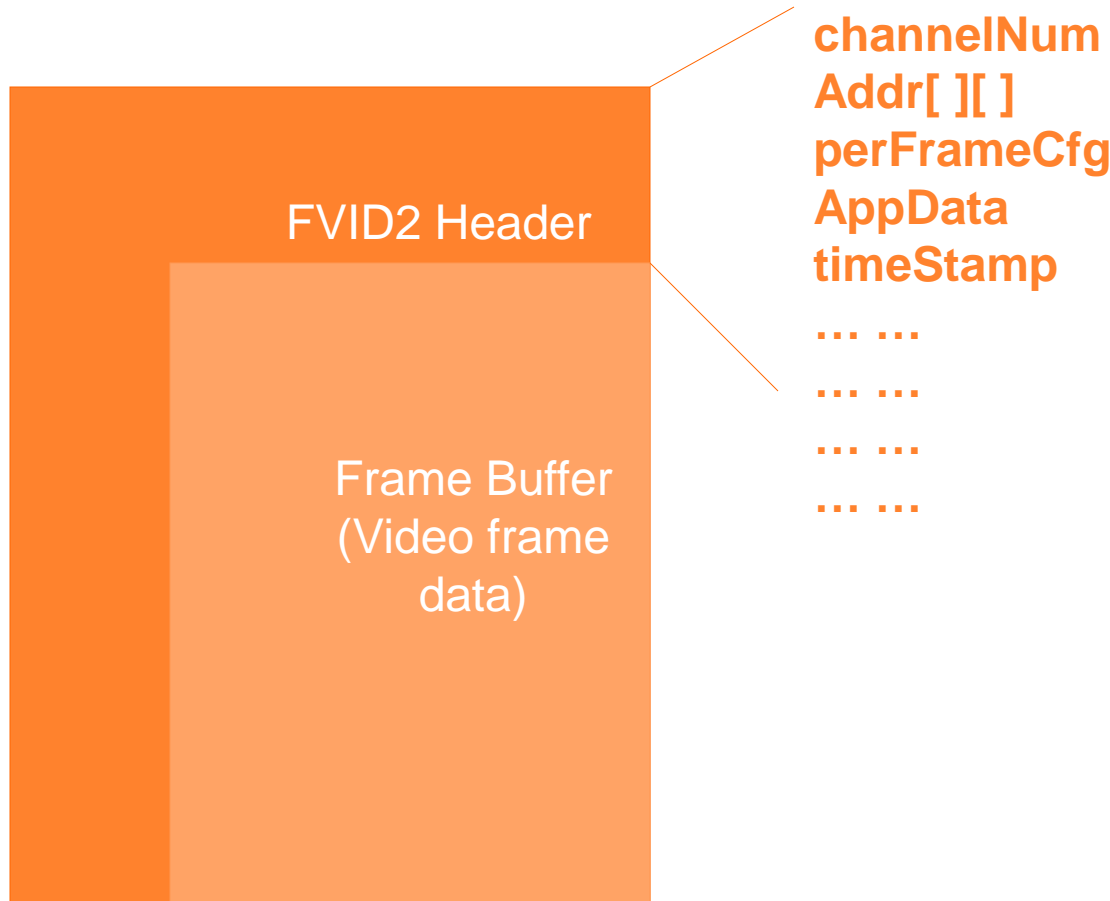 channelNum
Addr[ ][ ]
perFrameCfg
AppData
timeStamp
… …
… …
… …
… …
FVID2 Header
Frame Buffer
(Video frame
data)